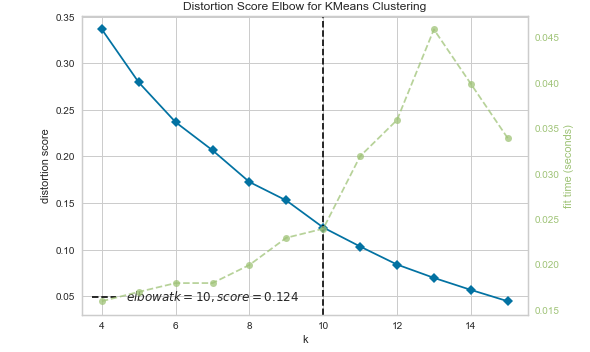 Distortion Score Elbow for KMeans Clustering
0.35
0.30
0.25
0.20
0.15
0.10
0.05
distortion score
0.045
0.040
0.035
0.030
0.025
0.020
0.015
fit time (seconds)
elbowatk = 10, score = 0.124
4 6 8 10 12 14
k